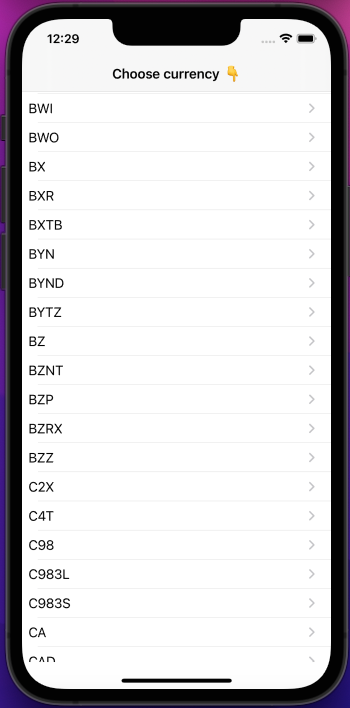 12:29
Choose currency 👇
BWI
BWO
BX
BXR
BXTB
BYN
BYND
BYTZ
BZ
BZNT
BZP
BZRX
BZZ
C2X
C4T
C98
C983L
C983S
CA
CAD